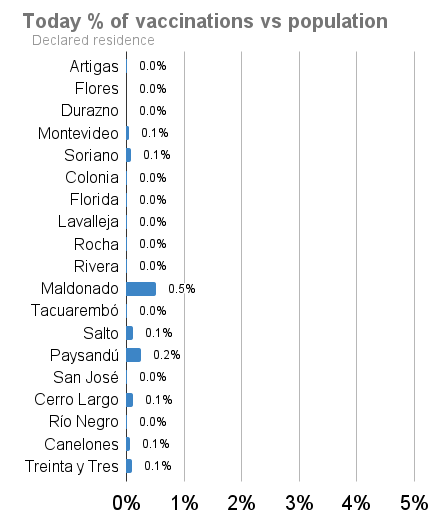 Today % of vaccinations vs population
Declared residence
Artigas 0.0%
Flores 0.0%
Durazno 0.0%
Montevideo 0.1%
Soriano 0.1%
Colonia 0.0%
Florida 0.0%
Lavalleja 0.0%
Rocha 0.0%
Rivera 0.0%
Maldonado 0.5%
Tacuarembó 0.0%
Salto 0.1%
Paysandú 0.2%
San José 0.0%
Cerro Largo 0.1%
Río Negro 0.0%
Canelones 0.1%
Treinta y Tres 0.1%
0% 1% 2% 3% 4% 5%